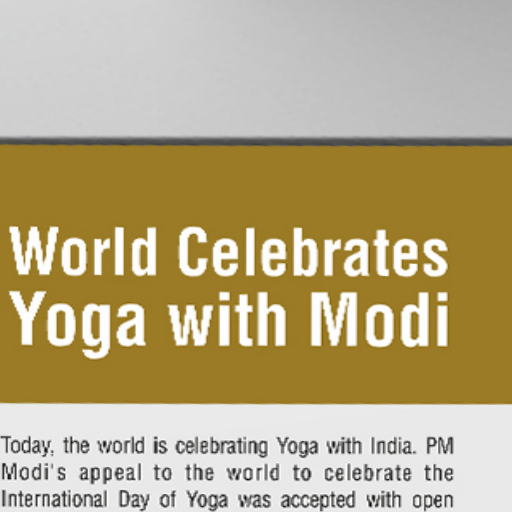 World Celebrates
Yoga with Modi
Today, the world is celebrating Yoga with India. PM
Modi's appeal to the world to celebrate the
International Day of Yoga was accepted with open